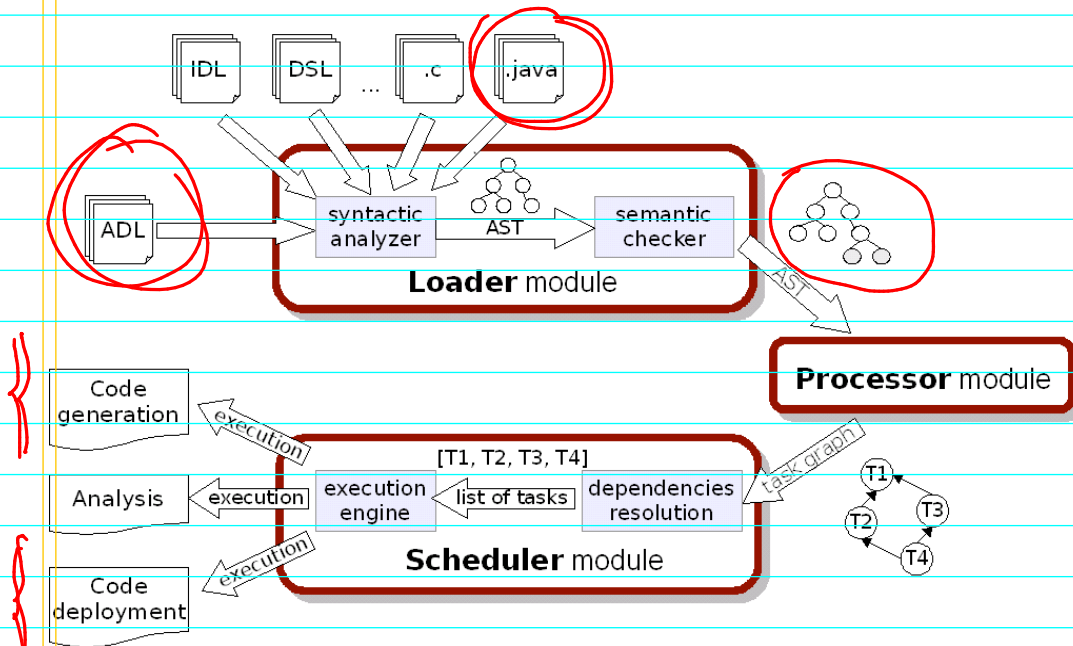 IDL
DSL
...
.c
.java
ADL
syntactic
analyzer
AST
semantic
checker
Loader module
AST
Processor module
task graph
T1
T2
T3
T4
[T1, T2, T3, T4]
dependencies
resolution
list of tasks
execution
engine
Scheduler module
execution
Code
generation
execution
Analysis
execution
Code
deployment